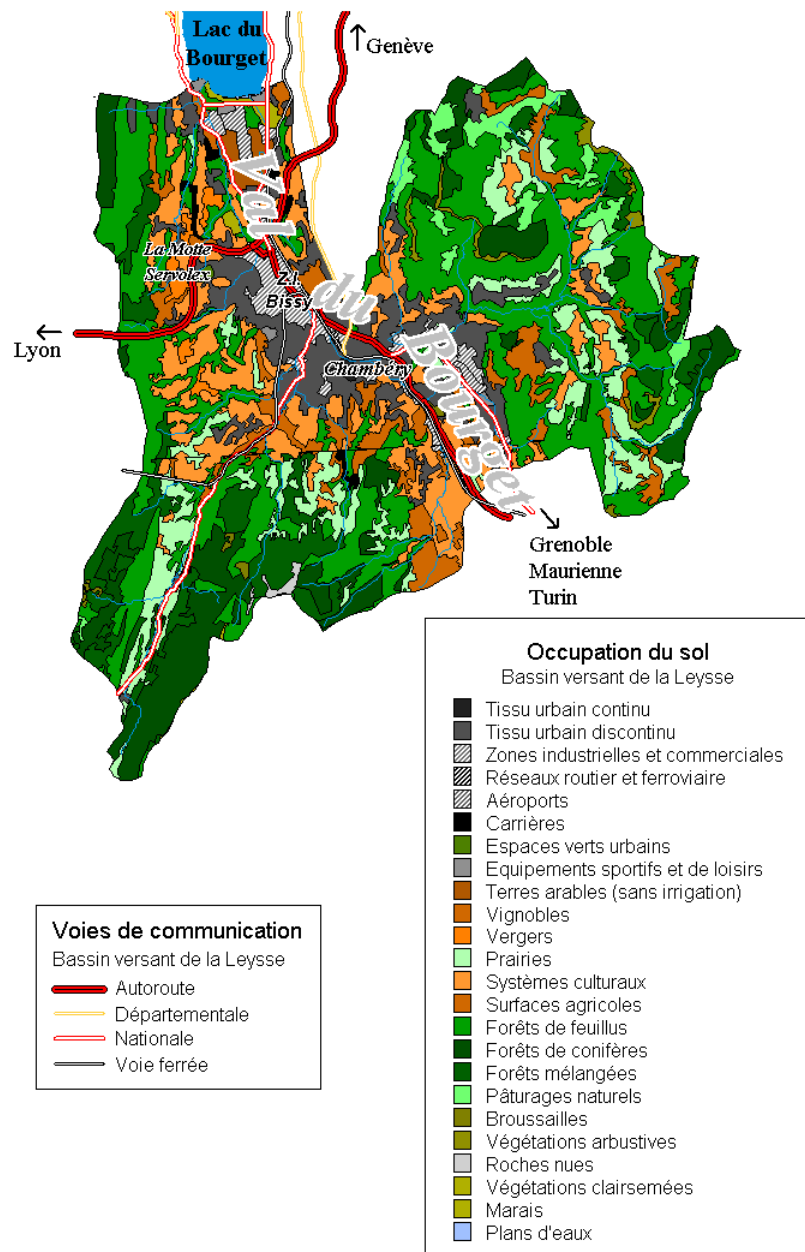 Lac du
Bourget
↑
Genève
Val
du
Bourget
La Motte
Servolex
Z.I.
Bissy
Chambéry
←
Lyon
Grenoble
Maurienne
Turin
Occupation du sol
Bassin versant de la Leysse
Tissu urbain continu
Tissu urbain discontinu
Zones industrielles et commerciales
Réseaux routier et ferroviaire
Aéroports
Carrières
Espaces verts urbains
Equipements sportifs et de loisirs
Terres arables (sans irrigation)
Vignobles
Vergers
Prairies
Systèmes culturaux
Surfaces agricoles
Forêts de feuillus
Forêts de conifères
Forêts mélangées
Pâturages naturels
Broussailles
Végétations arbustives
Roches nues
Végétations clairsemées
Marais
Plans d'eaux
Voies de communication
Bassin versant de la Leysse
Autoroute
Départementale
Nationale
Voie ferrée